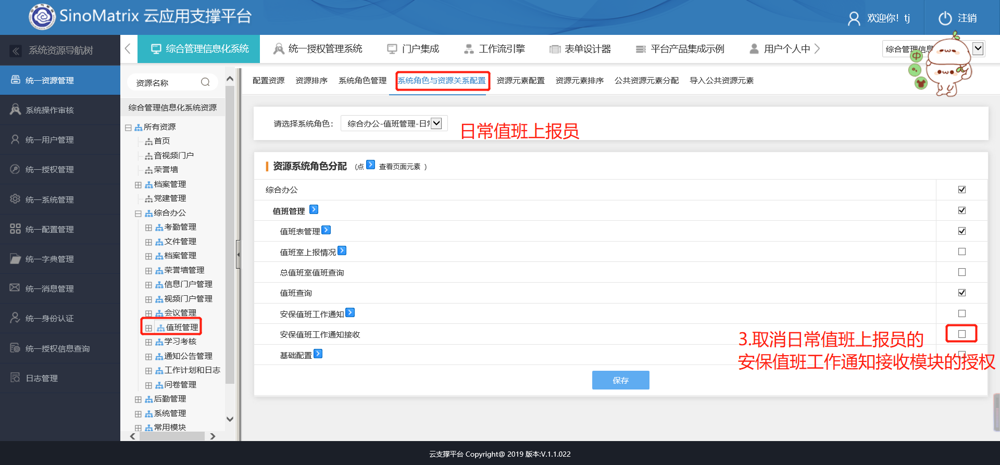 SinoMatrix 云应用支撑平台
欢迎你！tj
注销
系统资源导航树
综合管理信息化系统
统一授权管理系统
门户集成
工作流引擎
表单设计器
平台产品集成示例
用户个人中
综合管理信息
中
统一资源管理
系统操作审核
统一用户管理
统一授权管理
统一系统管理
统一配置管理
统一字典管理
统一消息管理
统一身份认证
统一授权信息查询
日志管理
资源名称
综合管理信息化系统资源
所有资源
首页
音视频门户
荣誉墙
档案管理
党建管理
综合办公
考勤管理
文件管理
档案管理
荣誉墙管理
信息门户管理
视频门户管理
会议管理
值班管理
学习考核
通知公告管理
工作计划和日志
问卷管理
后勤管理
系统管理
常用模块
配置资源
资源排序
系统角色管理
系统角色与资源关系配置
资源元素配置
资源元素排序
公共资源元素分配
导入公共资源元素
请选择系统角色：
综合办公-值班管理-日
日常值班上报员
资源系统角色分配 (点 查看页面元素 )
综合办公
值班管理
值班表管理
值班室上报情况
总值班室值班查询
值班查询
安保值班工作通知
安保值班工作通知接收
基础配置
3.取消日常值班上报员的
安保值班工作通知接收模块的授权
保存
云支撑平台 Copyright@ 2019 版本:V.1.1.022